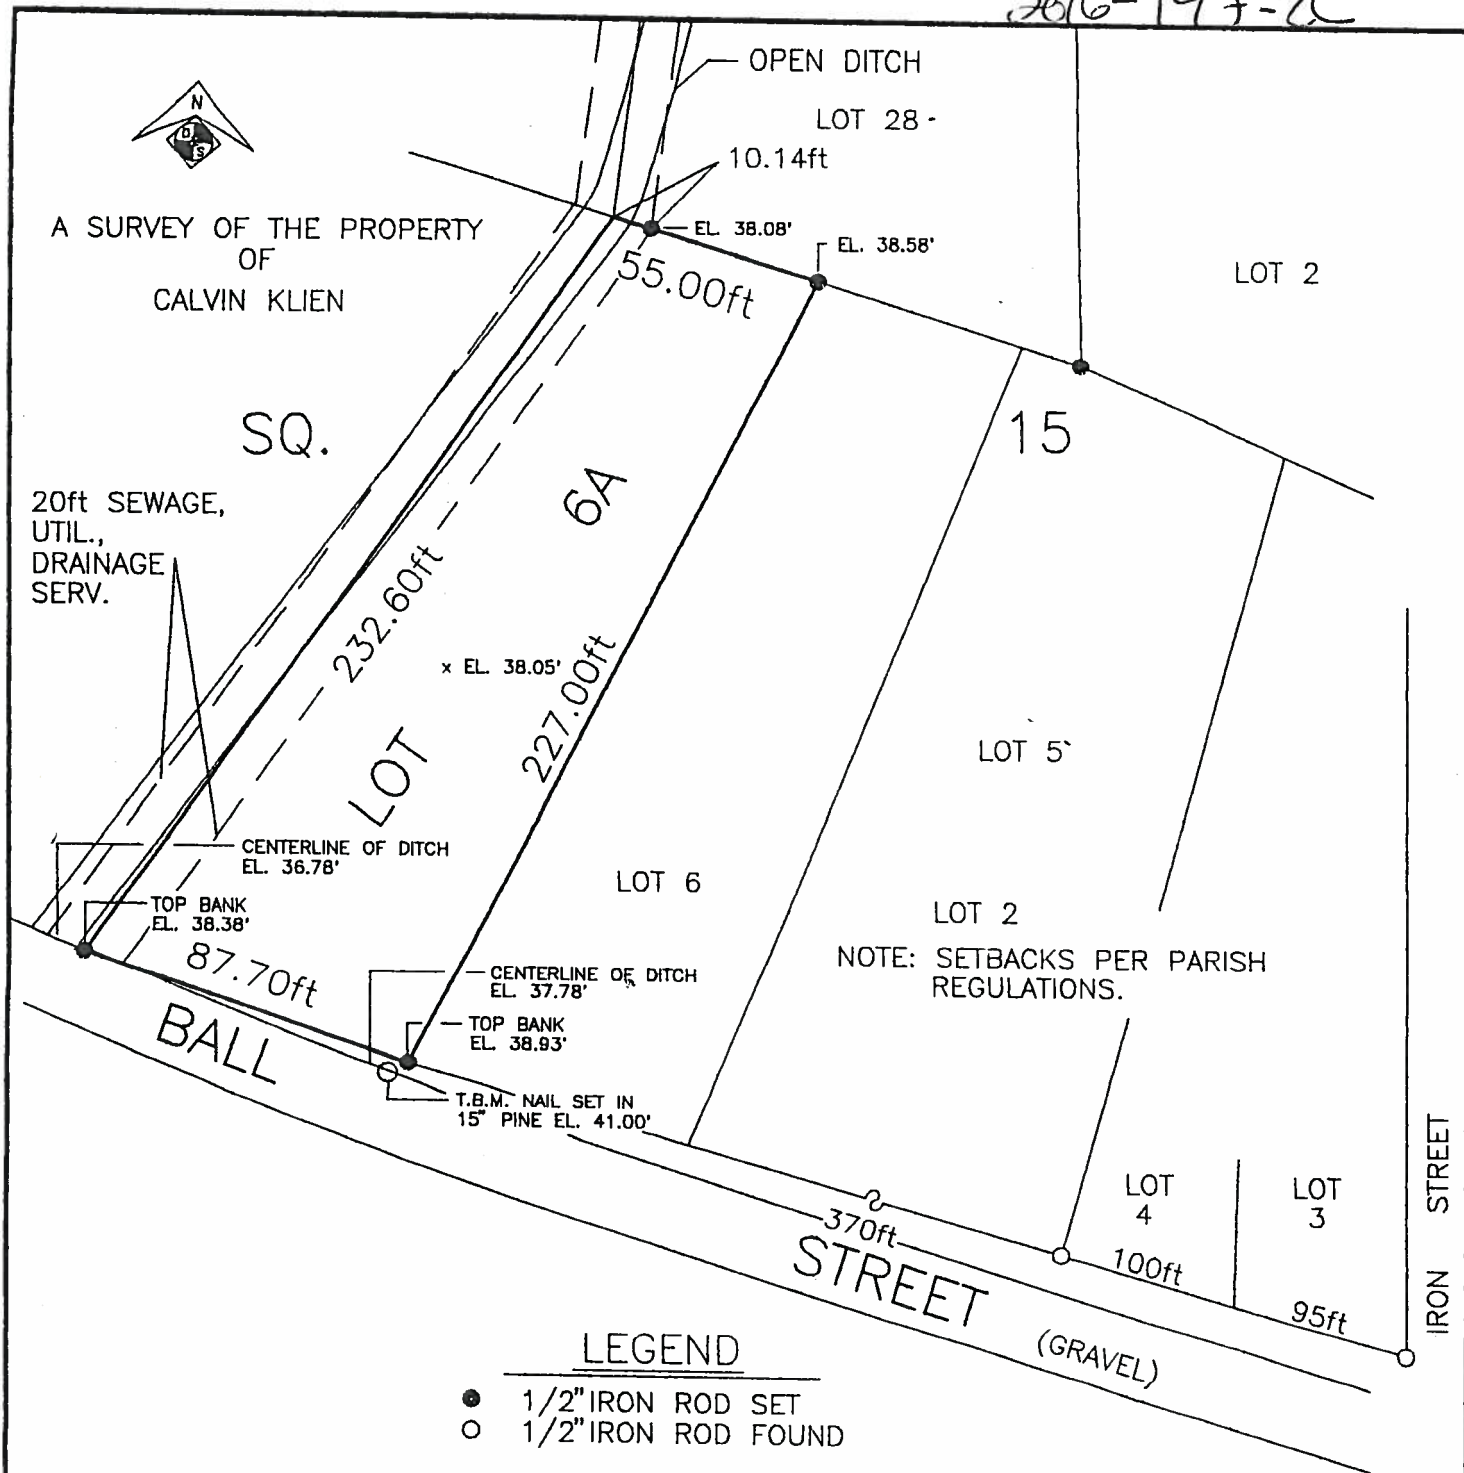 OPEN DITCH
LOT 28
N
D
S
10.14ft
A SURVEY OF THE PROPERTY
OF
CALVIN KLIEN
EL. 38.08'
EL. 38.58'
55.00ft
LOT 2
SQ.
15
20ft SEWAGE,
UTIL.,
DRAINAGE
SERV.
LOT 6A
232.60ft
x EL. 38.05'
227.00ft
LOT 5
CENTERLINE OF DITCH
EL. 36.78'
LOT 6
TOP BANK
EL. 38.38'
LOT 2
87.70ft
NOTE: SETBACKS PER PARISH
REGULATIONS.
CENTERLINE OF DITCH
EL. 37.78'
TOP BANK
EL. 38.93'
T.B.M. NAIL SET IN
15" PINE EL. 41.00'
BALL STREET
(GRAVEL)
370ft
LOT
4
LOT
3
100ft
95ft
IRON STREET
LEGEND
1/2" IRON ROD SET
1/2" IRON ROD FOUND